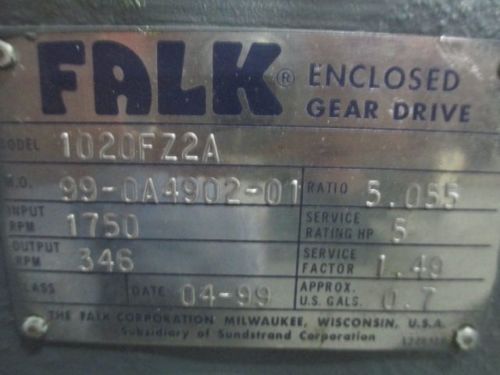 FALK® ENCLOSED
GEAR DRIVE
MODEL 1020FZ2A
M.O. 99-0A4902-01 RATIO 5.055
INPUT RPM 1750 SERVICE RATING HP 5
OUTPUT RPM 346 SERVICE FACTOR 1.49
CLASS DATE 04-99 APPROX. U.S. GALS. 0.7
THE FALK CORPORATION MILWAUKEE, WISCONSIN, U.S.A.
Subsidiary of Sundstrand Corporation